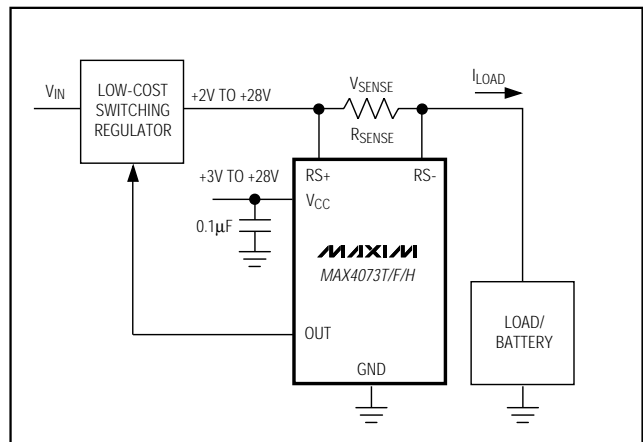 VIN
LOW-COST
SWITCHING
REGULATOR
+2V TO +28V
VSENSE
RSENSE
ILOAD
+3V TO +28V
0.1μF
RS+
RS-
VCC
MAXIM
MAX4073T/F/H
OUT
GND
LOAD/
BATTERY